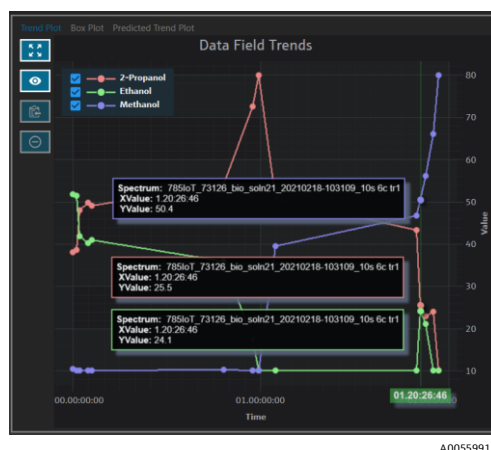 Trend Plot Box Plot Predicted Trend Plot
Data Field Trends
2-Propanol
Ethanol
Methanol
80
70
60
50
40
30
20
10
Value
Spectrum: 785IoT_73126_bio_soln21_20210218-103109_10s 6c tr1
XValue: 1.20:26:46
YValue: 50.4
Spectrum: 785IoT_73126_bio_soln21_20210218-103109_10s 6c tr1
XValue: 1.20:26:46
YValue: 25.5
Spectrum: 785IoT_73126_bio_soln21_20210218-103109_10s 6c tr1
XValue: 1.20:26:46
YValue: 24.1
00.00:00:00 01.00:00:00 01.20:26:46
Time
A0055991